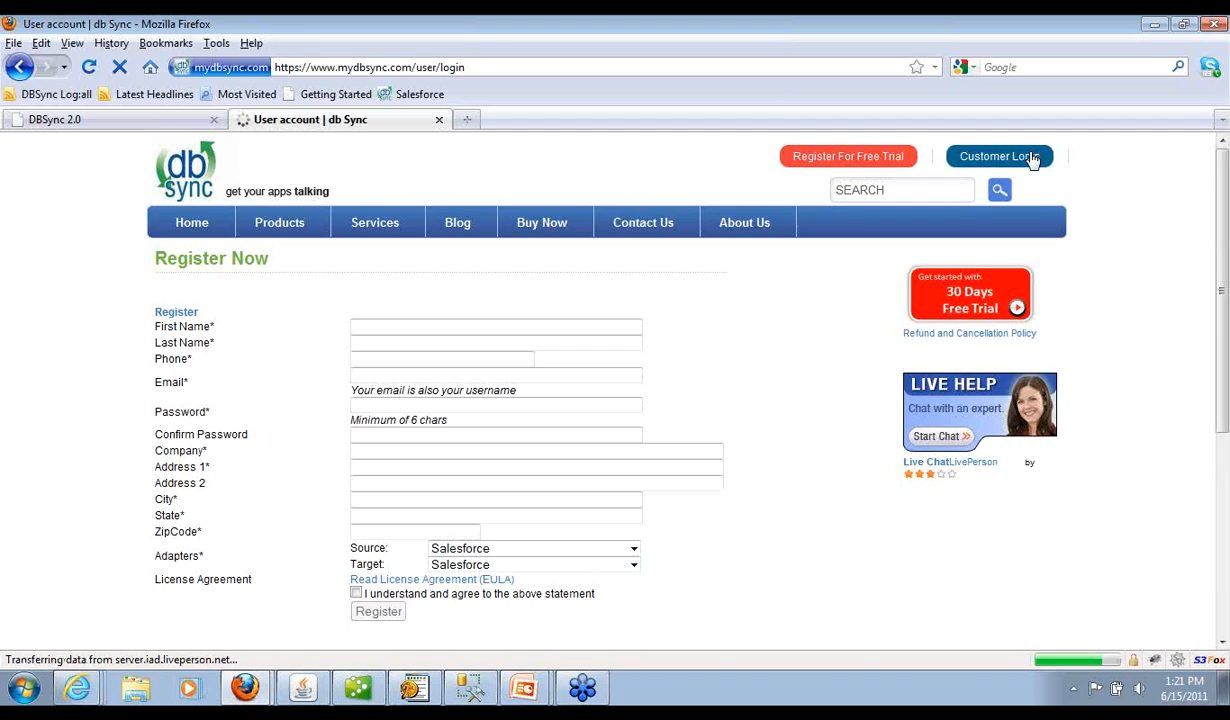 User account | db Sync - Mozilla Firefox
File Edit View History Bookmarks Tools Help
mydbsync.com https://www.mydbsync.com/user/login Google
DBSync Log:all Latest Headlines Most Visited Getting Started Salesforce
DBSync 2.0 User account | db Sync
Register For Free Trial Customer Login
db sync get your apps talking
SEARCH
Home Products Services Blog Buy Now Contact Us About Us
Register Now
Get started with
30 Days
Free Trial
Refund and Cancellation Policy
Register
First Name*
Last Name*
Phone*
Email*
Your email is also your username
Password*
Minimum of 6 chars
Confirm Password
Company*
Address 1*
Address 2
City*
State*
ZipCode*
Adapters*
Source: Salesforce
Target: Salesforce
License Agreement
Read License Agreement (EULA)
I understand and agree to the above statement
Register
LIVE HELP
Chat with an expert.
Start Chat »
Live ChatLivePerson by
Transferring data from server.iad.liveperson.net...
S3Fox
1:21 PM
6/15/2011